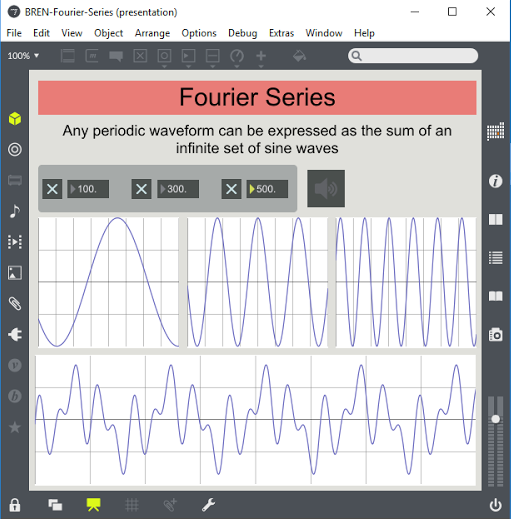 BREN-Fourier-Series (presentation)
File Edit View Object Arrange Options Debug Extras Window Help
100%
Fourier Series
Any periodic waveform can be expressed as the sum of an
infinite set of sine waves
100. 300. 500.